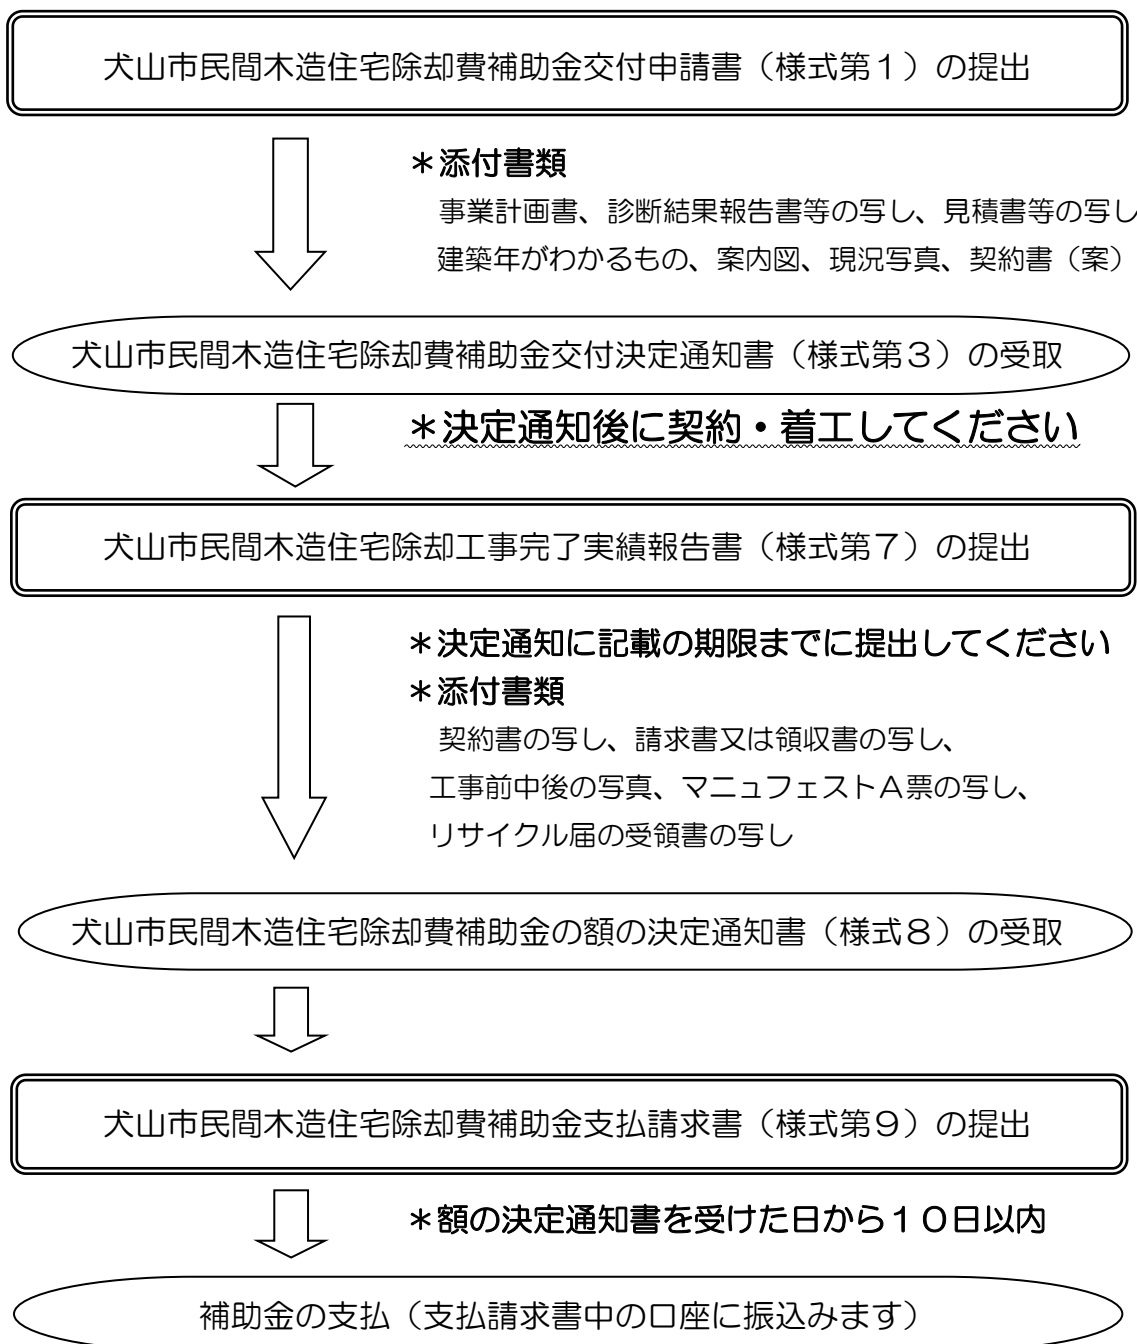 犬山市民間木造住宅除却費補助金交付申請書（様式第１）の提出
＊添付書類
事業計画書、診断結果報告書等の写し、見積書等の写し
建築年がわかるもの、案内図、現況写真、契約書（案）
犬山市民間木造住宅除却費補助金交付決定通知書（様式第３）の受取
＊決定通知後に契約・着工してください
犬山市民間木造住宅除却工事完了実績報告書（様式第７）の提出
＊決定通知に記載の期限までに提出してください
＊添付書類
契約書の写し、請求書又は領収書の写し、
工事前中後の写真、マニュフェストＡ票の写し、
リサイクル届の受領書の写し
犬山市民間木造住宅除却費補助金の額の決定通知書（様式８）の受取
犬山市民間木造住宅除却費補助金支払請求書（様式第９）の提出
＊額の決定通知書を受けた日から１０日以内
補助金の支払（支払請求書中の口座に振込みます）